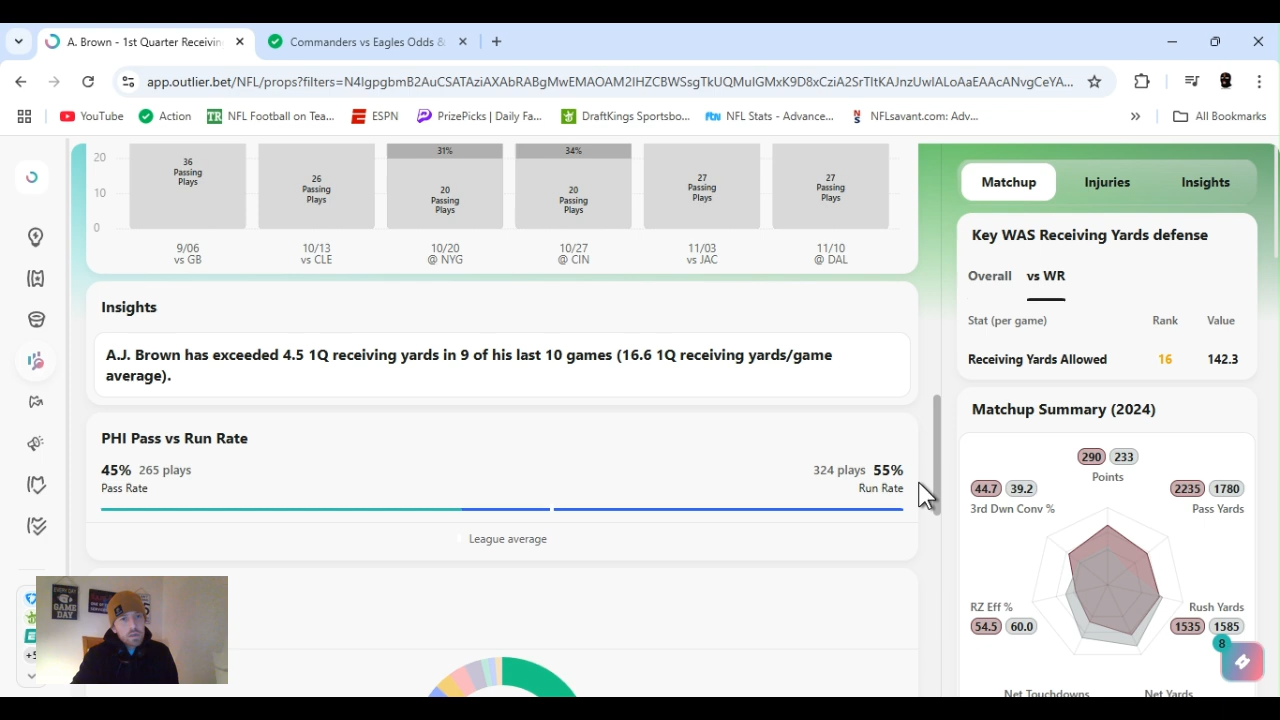 A. Brown - 1st Quarter Receivin
Commanders vs Eagles Odds &
app.outlier.bet/NFL/props?filters=N4IgpgbmB2AuCSATAziAXAbRABgMwEMAOAM2IHZCBWSsgTkUQMuIGMxK9D8xCziA2SrTItKAJnzUwIALoAaEAAcANvgCeYA...
YouTube
Action
NFL Football on Tea...
ESPN
PrizePicks | Daily Fa...
DraftKings Sportsbo...
NFL Stats - Advance...
NFLsavant.com: Adv...
All Bookmarks
20
10
0
36
Passing
Plays
26
Passing
Plays
31%
20
Passing
Plays
34%
20
Passing
Plays
27
Passing
Plays
27
Passing
Plays
9/06
vs GB
10/13
vs CLE
10/20
@ NYG
10/27
@ CIN
11/03
vs JAC
11/10
@ DAL
Insights
A.J. Brown has exceeded 4.5 1Q receiving yards in 9 of his last 10 games (16.6 1Q receiving yards/game
average).
PHI Pass vs Run Rate
45% 265 plays
Pass Rate
324 plays 55%
Run Rate
League average
Matchup
Injuries
Insights
Key WAS Receiving Yards defense
Overall vs WR
Stat (per game) Rank Value
Receiving Yards Allowed 16 142.3
Matchup Summary (2024)
290 233
Points
44.7 39.2
3rd Dwn Conv %
2235 1780
Pass Yards
RZ Eff %
54.5 60.0
Rush Yards
1535 1585
8
Net Touchdowns
Net Yards
GAME
DAY